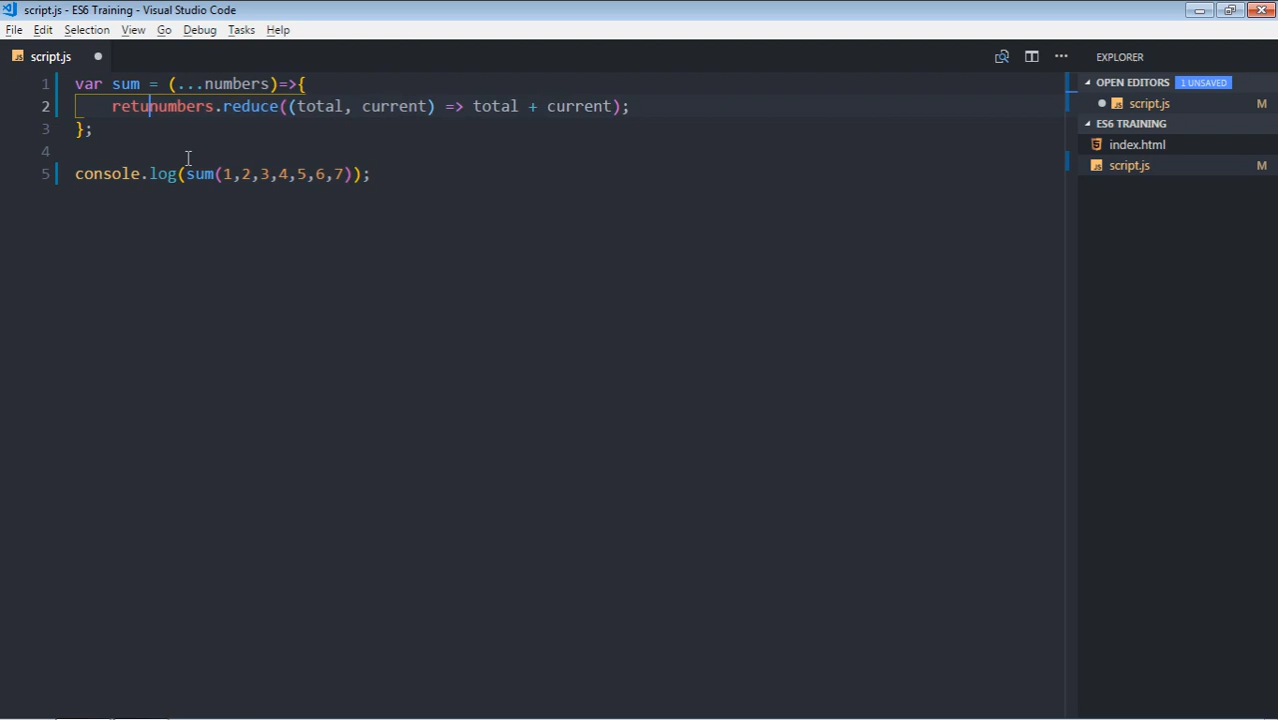 script.js - ES6 Training - Visual Studio Code
File Edit Selection View Go Debug Tasks Help
script.js
EXPLORER
1 var sum = (...numbers)=>{
2 retunumbers.reduce((total, current) => total + current);
3 };
4
5 console.log(sum(1,2,3,4,5,6,7));
OPEN EDITORS 1 UNSAVED
script.js M
ES6 TRAINING
index.html
script.js M